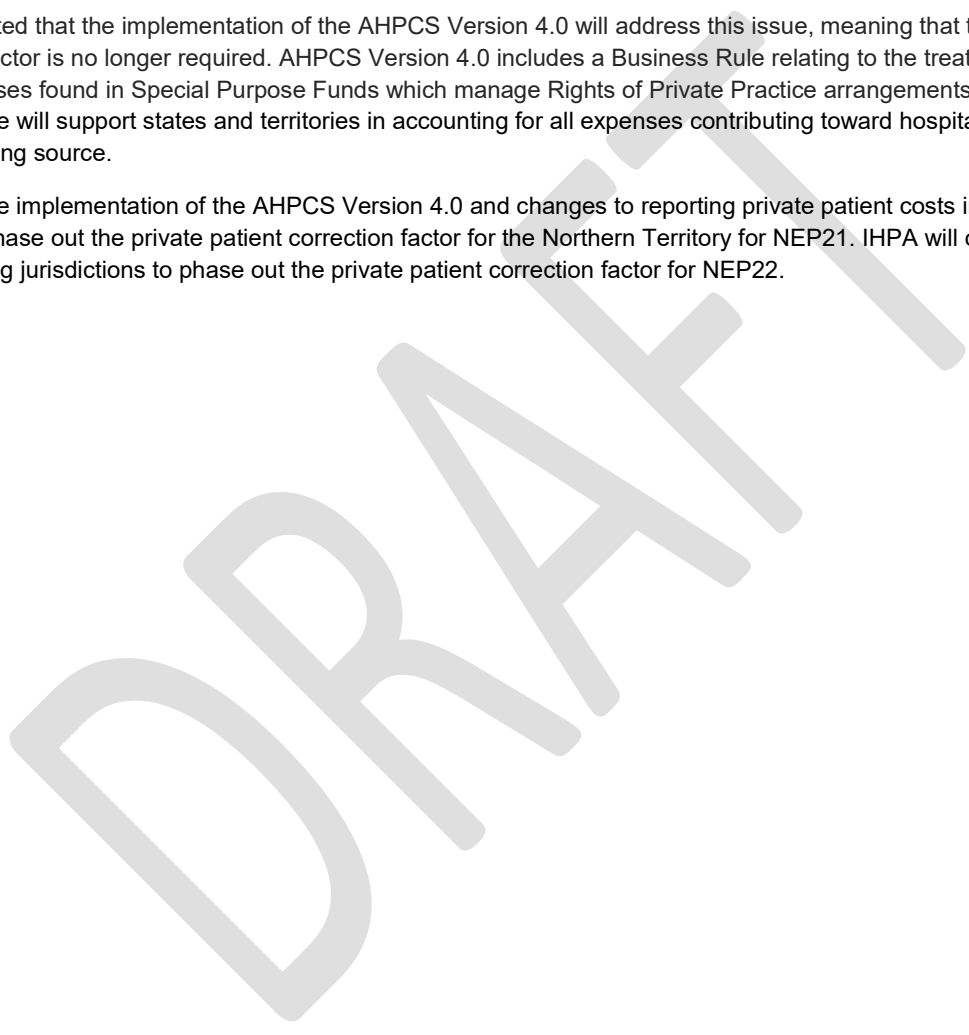 ted that the implementation of the AHPCS Version 4.0 will address this issue, meaning that
ctor is no longer required. AHPCS Version 4.0 includes a Business Rule relating to the
ses found in Special Purpose Funds which manage Rights of Private Practice arrangements
e will support states and territories in accounting for all expenses contributing toward
ng source.
e implementation of the AHPCS Version 4.0 and changes to reporting private patient costs
hase out the private patient correction factor for the Northern Territory for NEP21. IHPA will
g jurisdictions to phase out the private patient correction factor for NEP22.
DRAFT